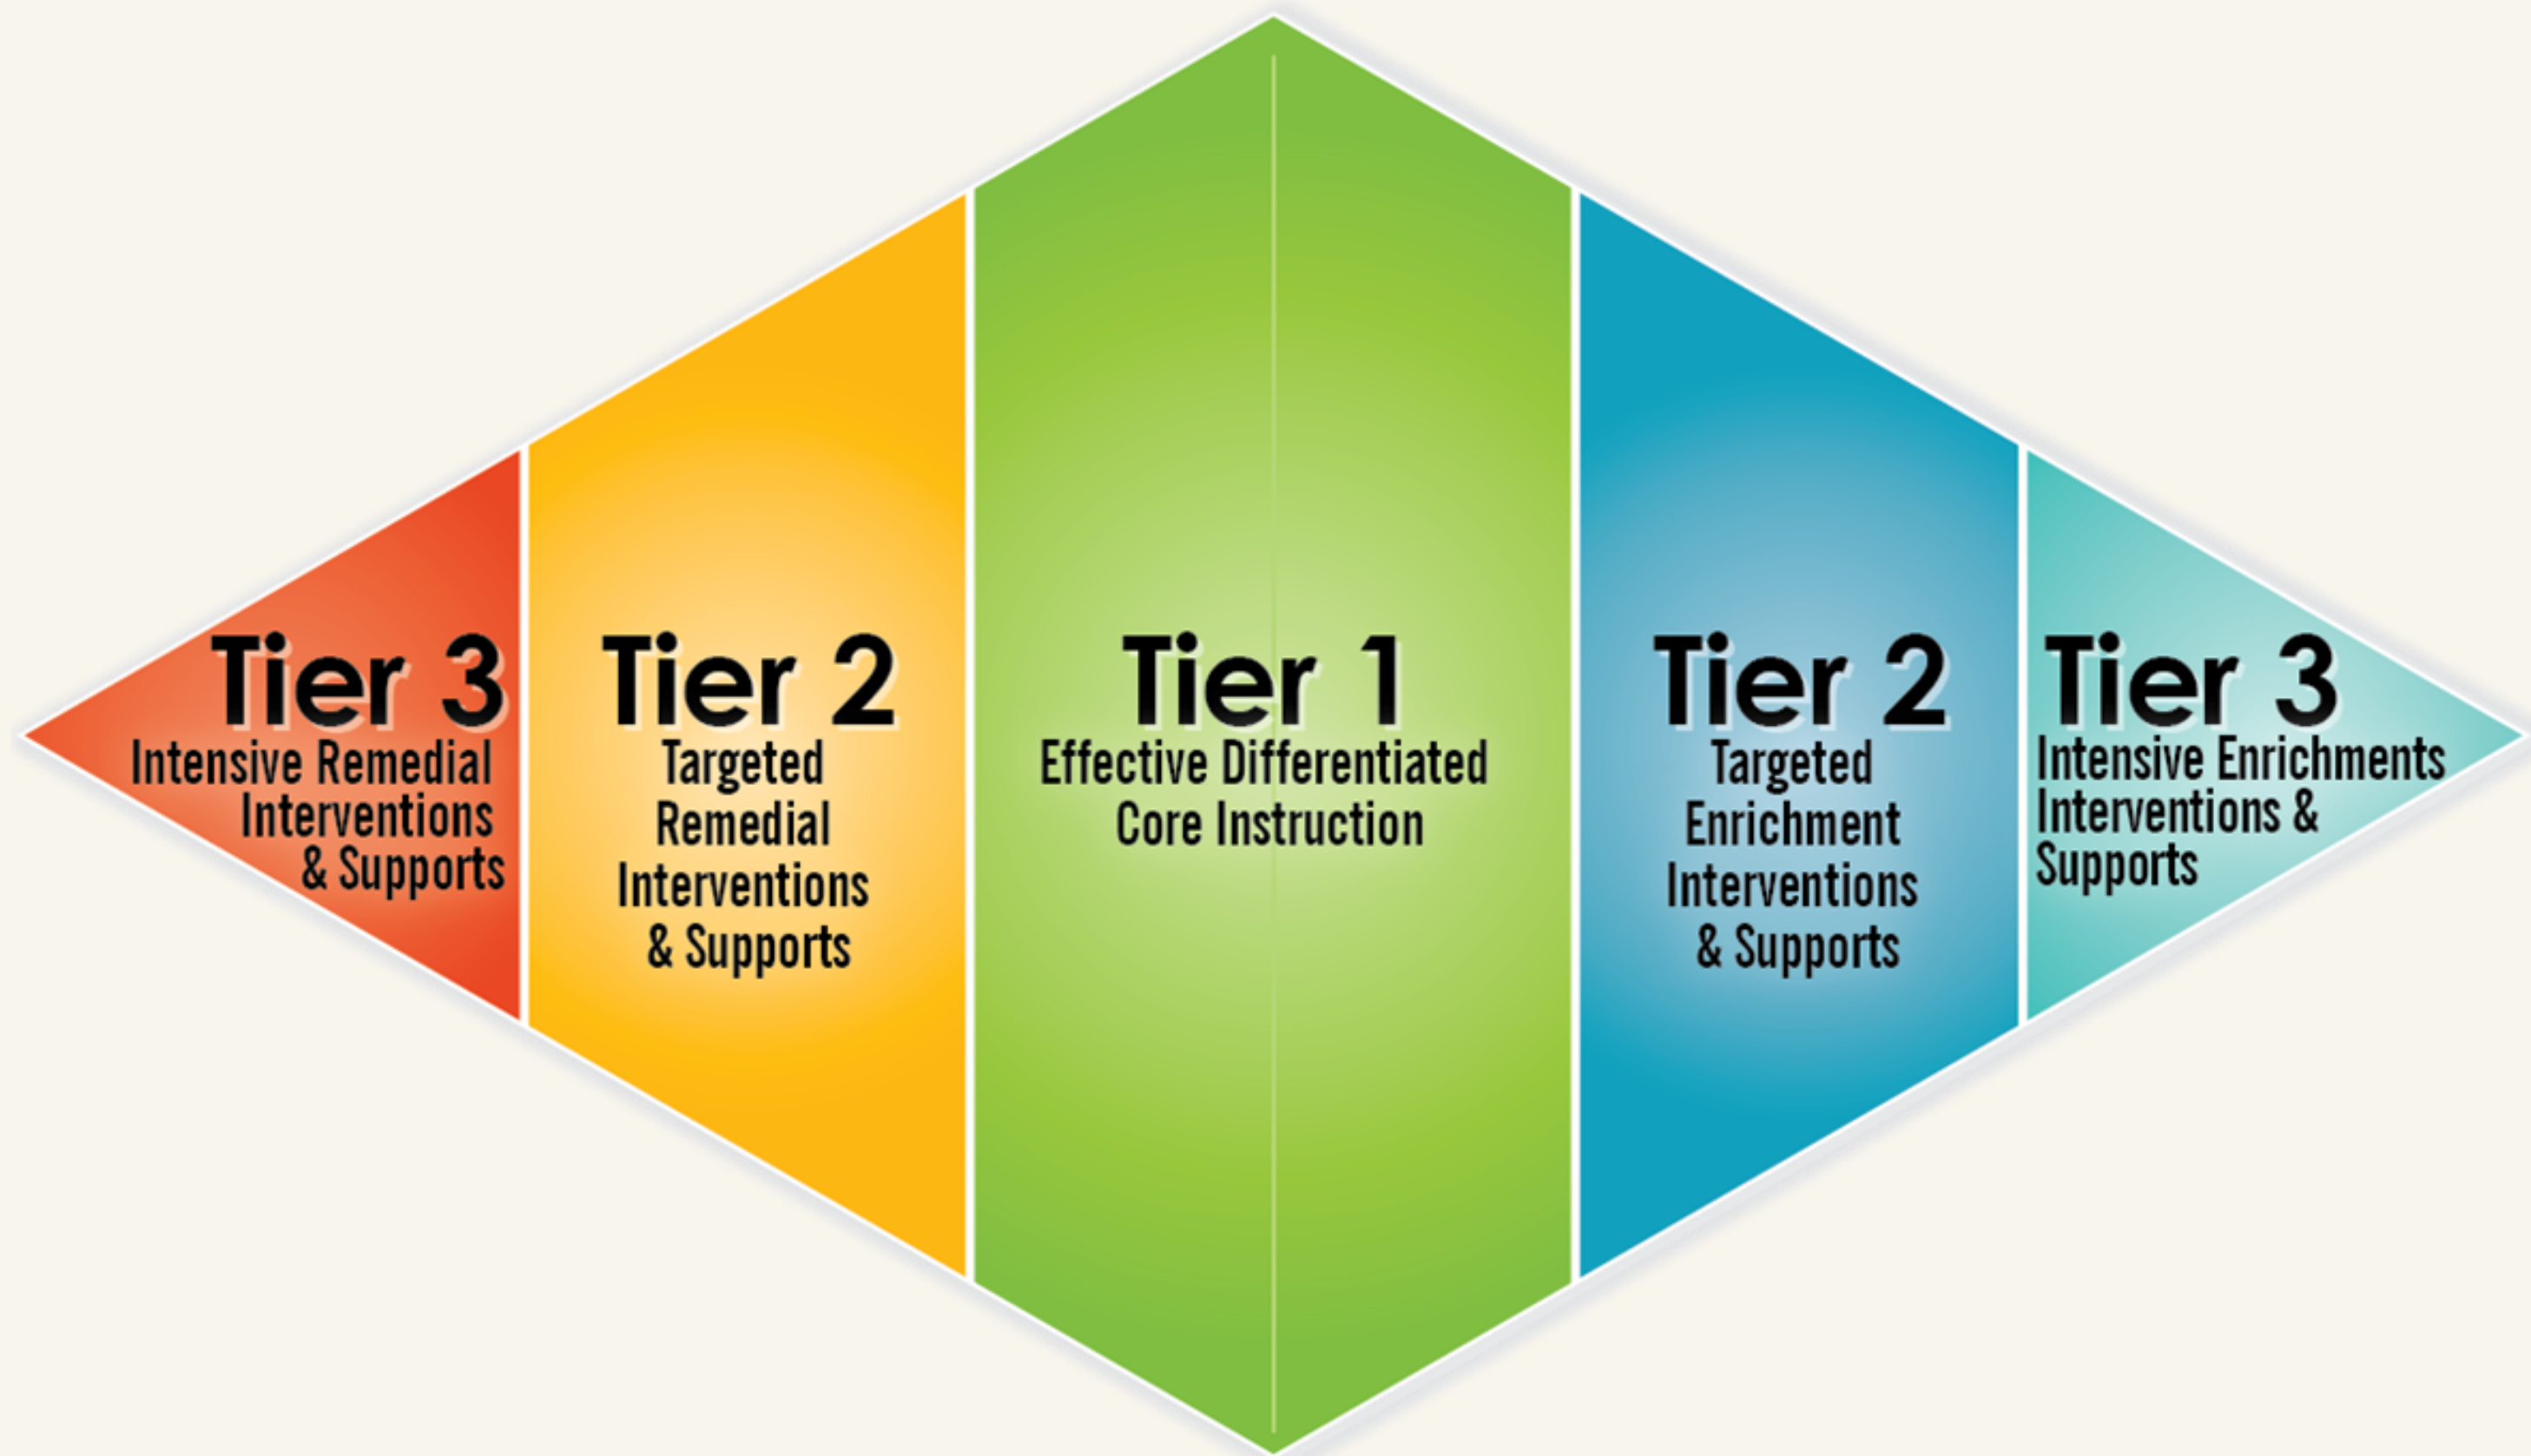 Tier 3
Intensive Remedial
Interventions
& Supports
Tier 2
Targeted
Remedial
Interventions
& Supports
Tier 1
Effective Differentiated
Core Instruction
Tier 2
Targeted
Enrichment
Interventions
& Supports
Tier 3
Intensive Enrichments
Interventions &
Supports